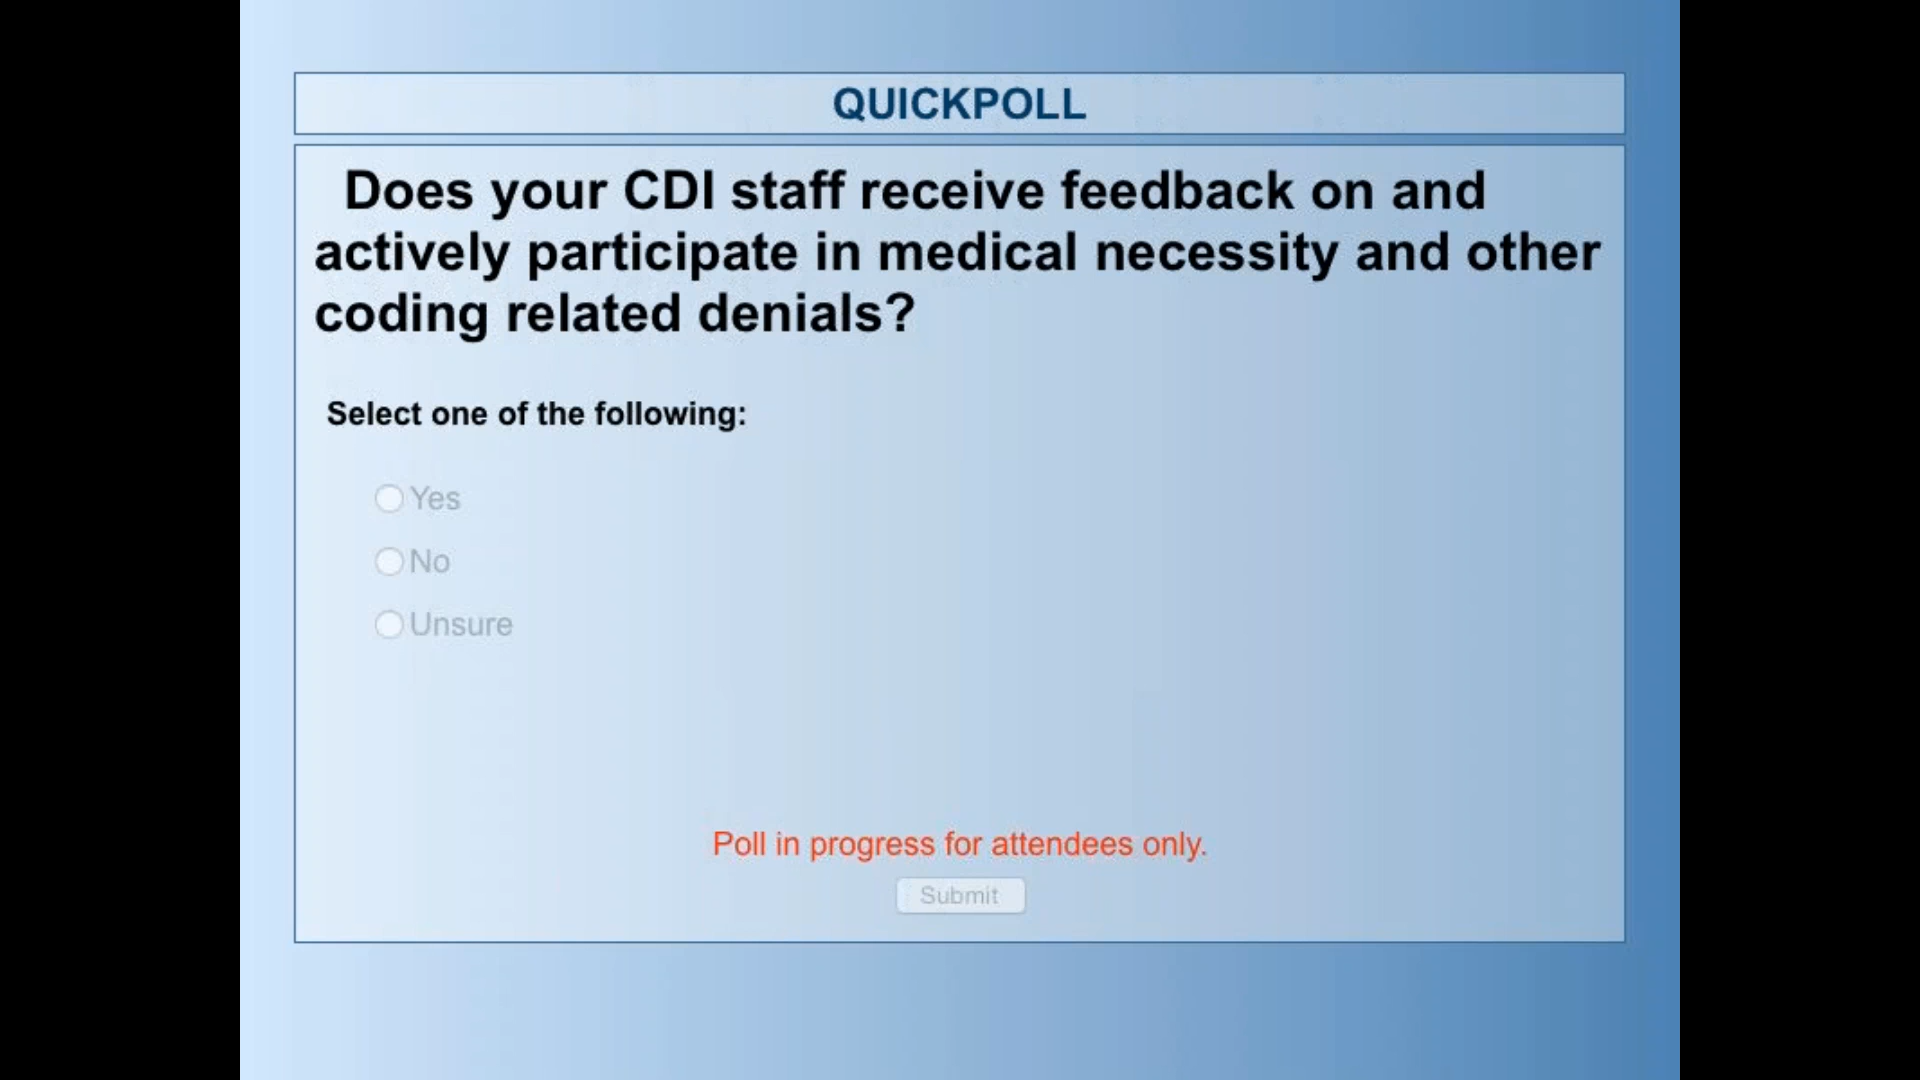 QUICKPOLL
Does your CDI staff receive feedback on and
actively participate in medical necessity and other
coding related denials?
Select one of the following:
Yes
No
Unsure
Poll in progress for attendees only.
Submit